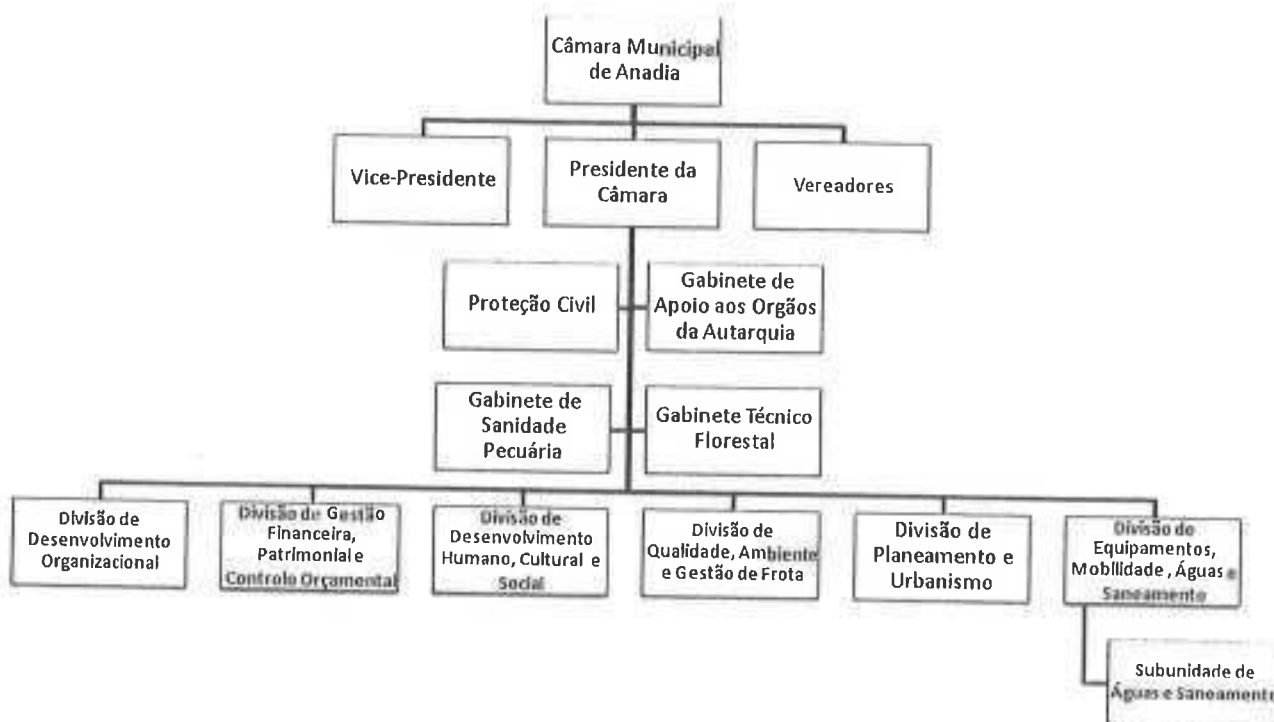 Câmara Municipal
de Anadia
Vice-Presidente
Presidente da
Câmara
Vereadores
Proteção Civil
Gabinete de
Apoio aos Orgãos
da Autarquia
Gabinete de
Sanidade
Pecuária
Gabinete Técnico
Florestal
Divisão de
Desenvolvimento
Organizacional
Divisão de Gestão
Financeira,
Patrimonial e
Controlo Orçamental
Divisão de
Desenvolvimento
Humano, Cultural e
Social
Divisão de
Qualidade, Ambiente
e Gestão de Frota
Divisão de
Planeamento e
Urbanismo
Divisão de
Equipamentos,
Mobilidade, Águas e
Saneamento
Subunidade de
Águas e Saneamento